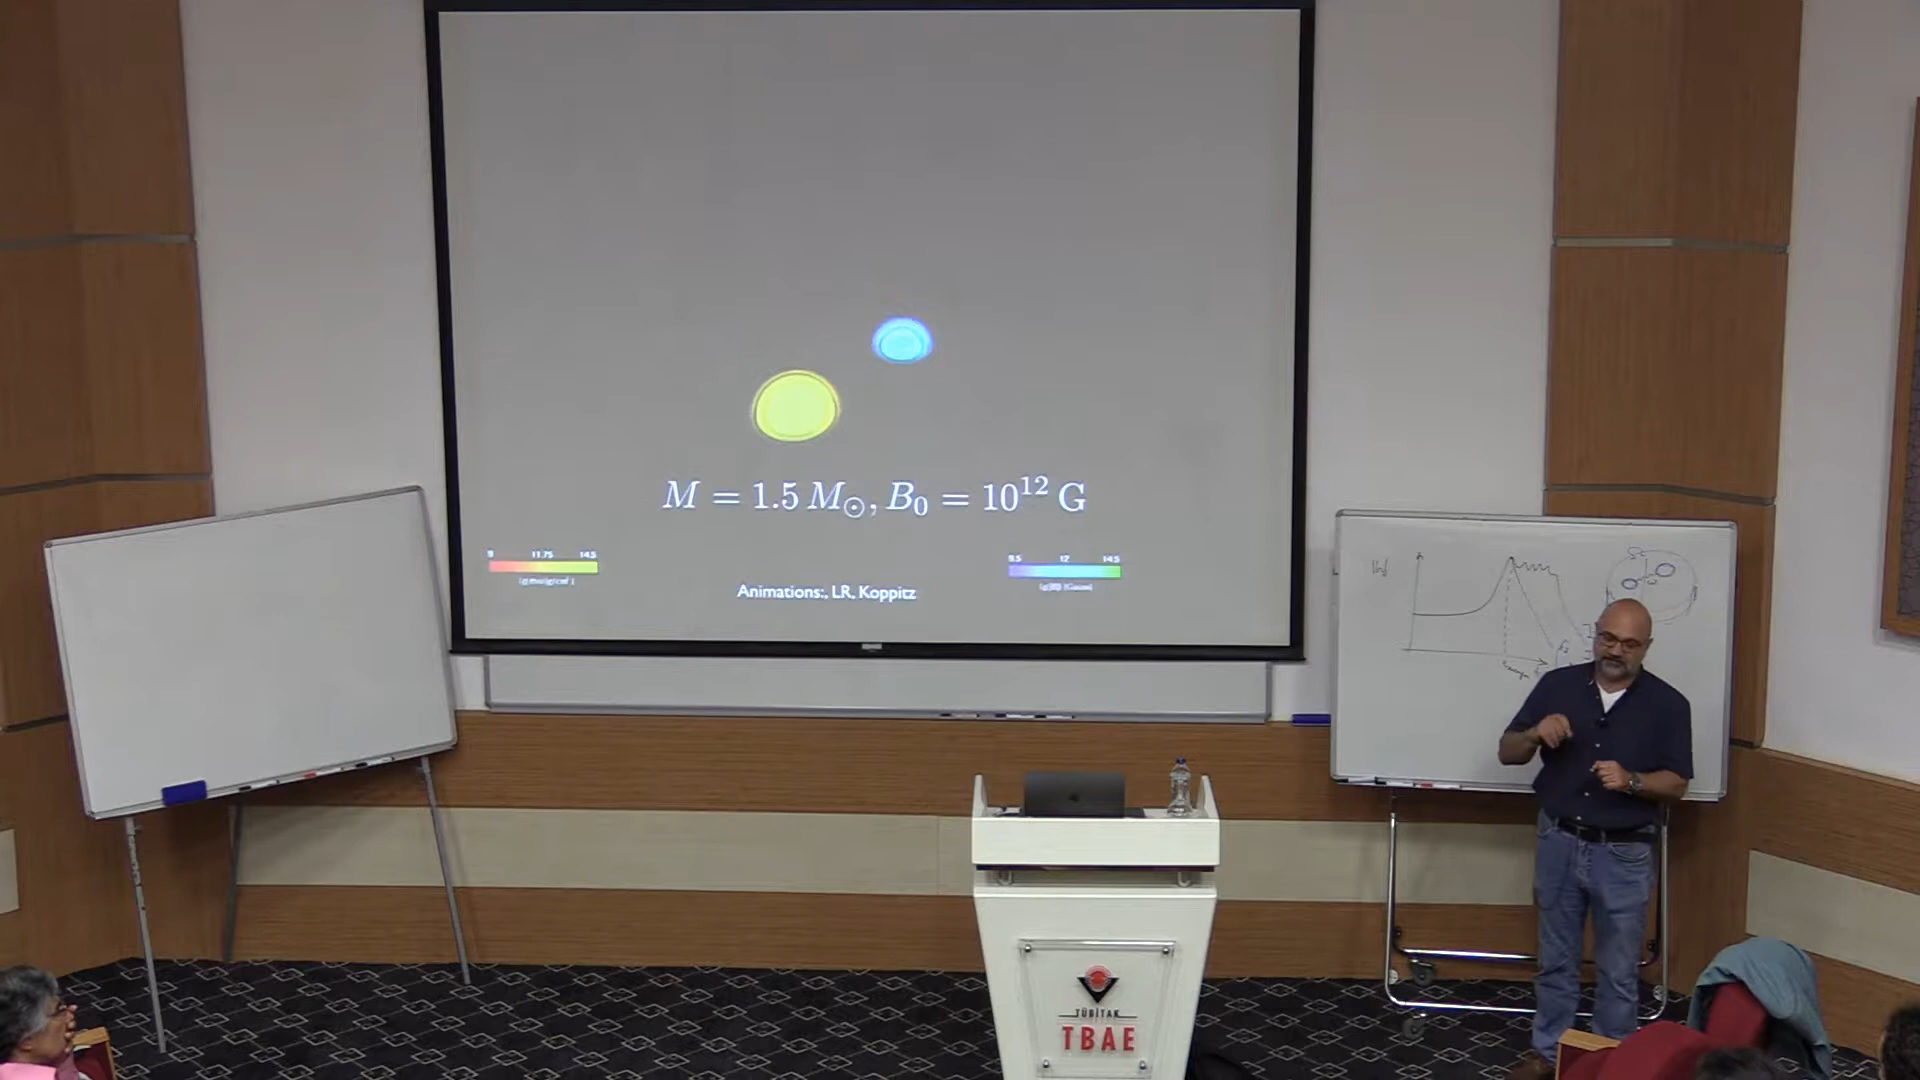 M = 1.5 M☉, B₀ = 10¹² G
9 11.75 14.5
8.5 12 14.5
Animations:, LR, Koppitz
|h|
TÜBİTAK
TBAE